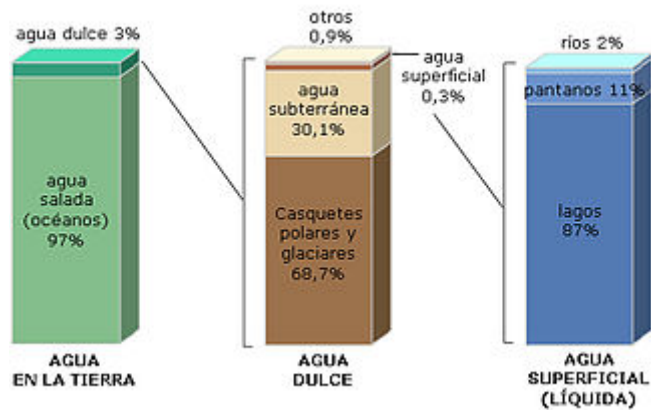 agua dulce 3%
agua
salada
(océanos)
97%
AGUA
EN LA TIERRA
otros
0,9%
agua
superficial
0,3%
agua
subterránea
30,1%
Casquetes
polares y
glaciares
68,7%
AGUA
DULCE
ríos 2%
pantanos 11%
lagos
87%
AGUA
SUPERFICIAL
(LÍQUIDA)